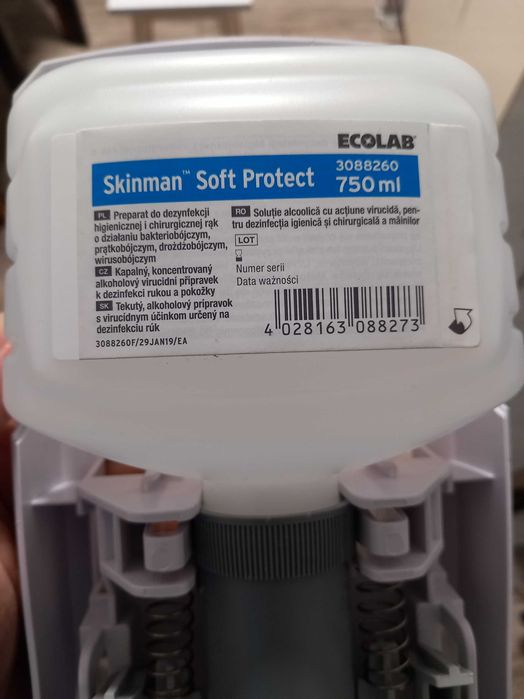 ECOLAB®
Skinman™ Soft Protect
3088260
750 ml
PL Preparat do dezynfekcji
higienicznej i chirurgicznej rąk
o działaniu bakteriobójczym,
prątkobójczym, drożdżobójczym,
wirusobójczym
CZ Kapalný, koncentrovaný
alkoholový virucidní přípravek
k dezinfekci rukou a pokožky
SK Tekutý, alkoholový prípravok
s virucídnym účinkom určený na
dezinfekciu rúk
3088260F/29JAN19/EA
RO Soluție alcoolică cu acțiune virucidă, pen-
tru dezinfecția igienică și chirurgicală a mâinilor
LOT
Numer serii
Data ważności
4 028163 088273